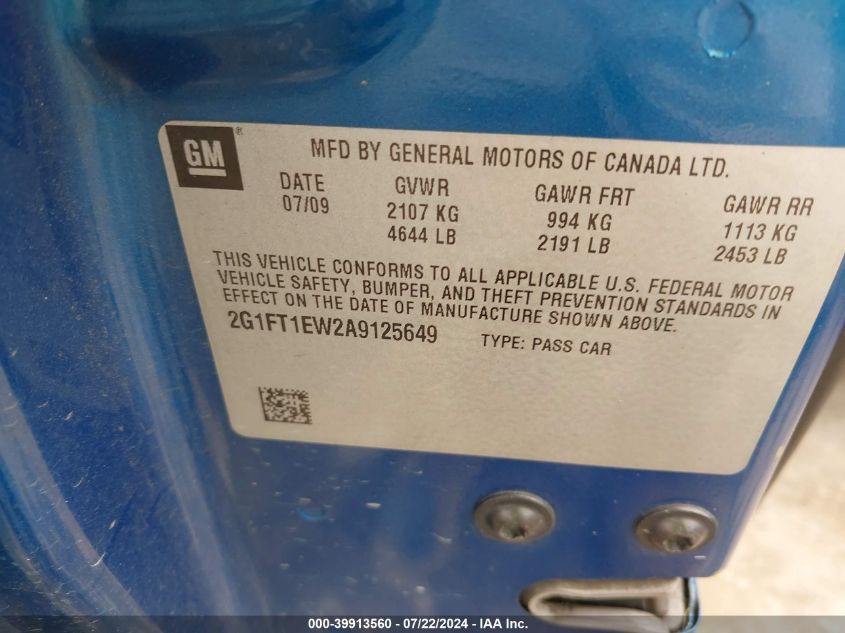 GM®
MFD BY GENERAL MOTORS OF CANADA LTD.
DATE GVWR GAWR FRT GAWR RR
07/09 2107 KG 994 KG 1113 KG
4644 LB 2191 LB 2453 LB
THIS VEHICLE CONFORMS TO ALL APPLICABLE U.S. FEDERAL MOTOR
VEHICLE SAFETY, BUMPER, AND THEFT PREVENTION STANDARDS IN
EFFECT ON THE DATE OF MANUFACTURE SHOWN ABOVE.
2G1FT1EW2A9125649 TYPE: PASS CAR
000-39913560 - 07/22/2024 - IAA Inc.